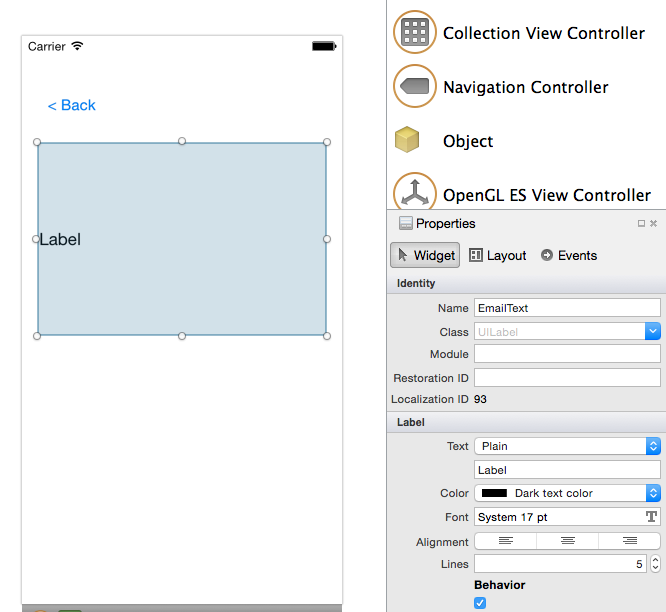 Carrier
< Back
Label
Collection View Controller
Navigation Controller
Object
OpenGL ES View Controller
Properties
Widget Layout Events
Identity
Name EmailText
Class UILabel
Module
Restoration ID
Localization ID 93
Label
Text Plain
Label
Color Dark text color
Font System 17 pt T
Alignment
Lines 5
Behavior